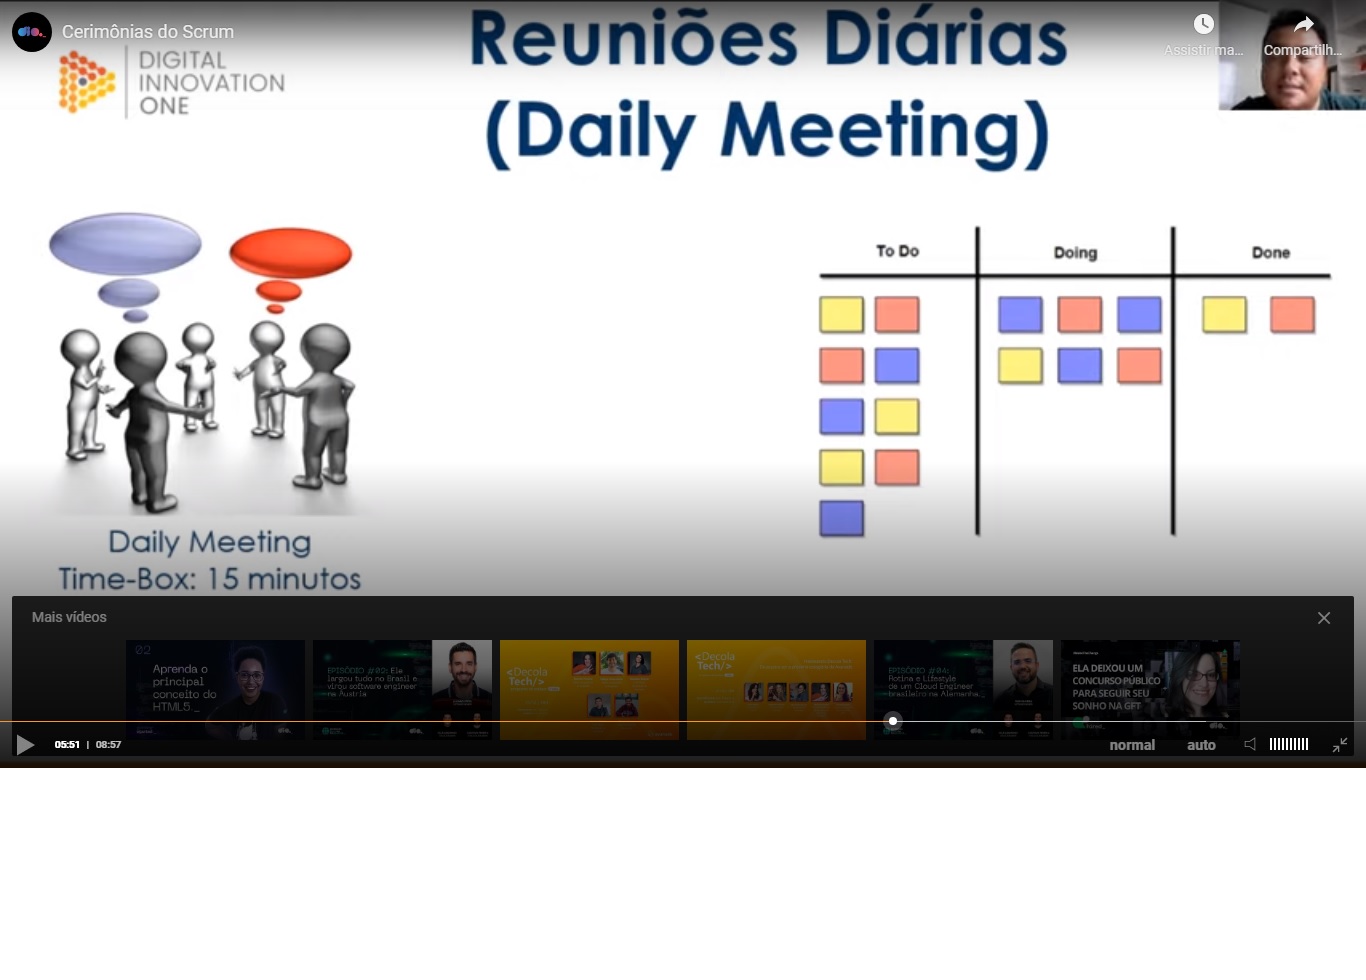 Cerimônias do Scrum
DIGITAL
INNOVATION
ONE
Reuniões Diárias
(Daily Meeting)
Assistir ma...
Compartilh...
To Do
Doing
Done
Daily Meeting
Time-Box: 15 minutos
Mais vídeos
02
Aprenda o
principal
conceito do
HTML5 _
EPISÓDIO #02: Ele
largou tudo no Brasil e
virou software engineer
na Áustria
<Decola
Tech/>
<Decola
Tech/>
EPISÓDIO #04:
Rotina e Lifestyle
de um Cloud Engineer
brasileiro na Alemanha_
ELA DEIXOU UM
CONCURSO PÚBLICO
PARA SEGUIR SEU
SONHO NA GFT
05:51 | 08:57
normal
auto